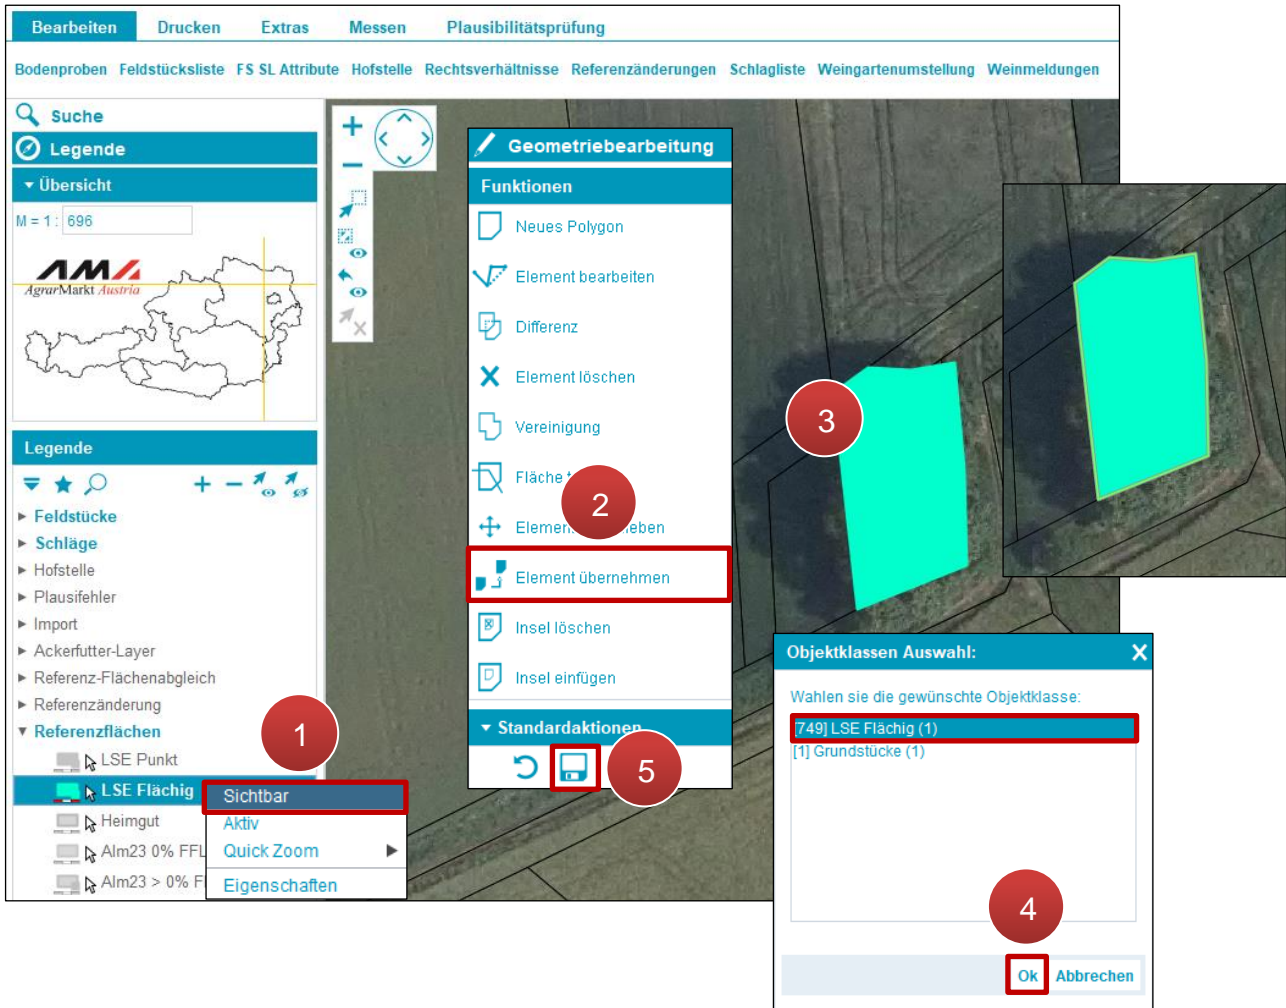 Bearbeiten Drucken Extras Messen Plausibilitätsprüfung
Bodenproben Feldstücksliste FS SL Attribute Hofstelle Rechtsverhältnisse Referenzänderungen Schlagliste Weingartenumstellung Weinmeldungen
Suche
Legende
Übersicht
M = 1 : 696
AMA
AgrarMarkt Austria
Legende
Feldstücke
Schläge
Hofstelle
Plausifehler
Import
Ackerfutter-Layer
Referenz-Flächenabgleich
Referenzänderung
Referenzflächen
LSE Punkt
LSE Flächig
Heimgut
Alm23 0% FFL
Alm23 > 0% F
1
Sichtbar
Aktiv
Quick Zoom
Eigenschaften
Geometriebearbeitung
Funktionen
Neues Polygon
Element bearbeiten
Differenz
Element löschen
Vereinigung
Fläche
2
Element
Element übernehmen
Insel löschen
Insel einfügen
Standardaktionen
5
3
Objektklassen Auswahl:
Wahlen sie die gewünschte Objektklasse:
[749] LSE Flächig (1)
[1] Grundstücke (1)
4
Ok Abbrechen